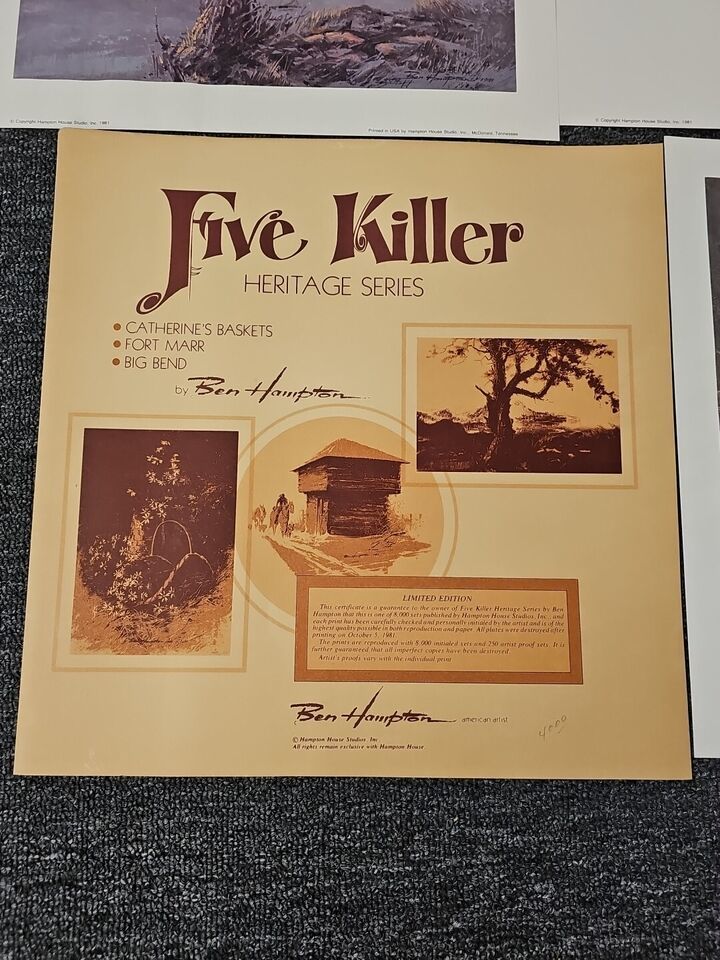 Ben Hampton
© Copyright Hampton House Studio, Inc. 1981
Printed in USA by Hampton House Studio, Inc., McDonald, Tennessee
© Copyright Hampton House Studio, Inc. 1981
Five Killer
HERITAGE SERIES
• CATHERINE'S BASKETS
• FORT MARR
• BIG BEND
by Ben Hampton
LIMITED EDITION
This certificate is a guarantee to the owner of Five Killer Heritage Series by Ben
Hampton that this is one of 8,000 sets published by Hampton House Studios, Inc., and
each print has been carefully checked and personally initialed by the artist and is of the
highest quality possible in both reproduction and paper. All plates were destroyed after
printing on October 5, 1981.
The prints are reproduced with 8,000 initialed sets and 250 artist proof sets. It is
further guaranteed that all imperfect copies have been destroyed.
Artist's proofs vary with the individual print
Ben Hampton american artist
© Hampton House Studios, Inc.
All rights remain exclusive with Hampton House